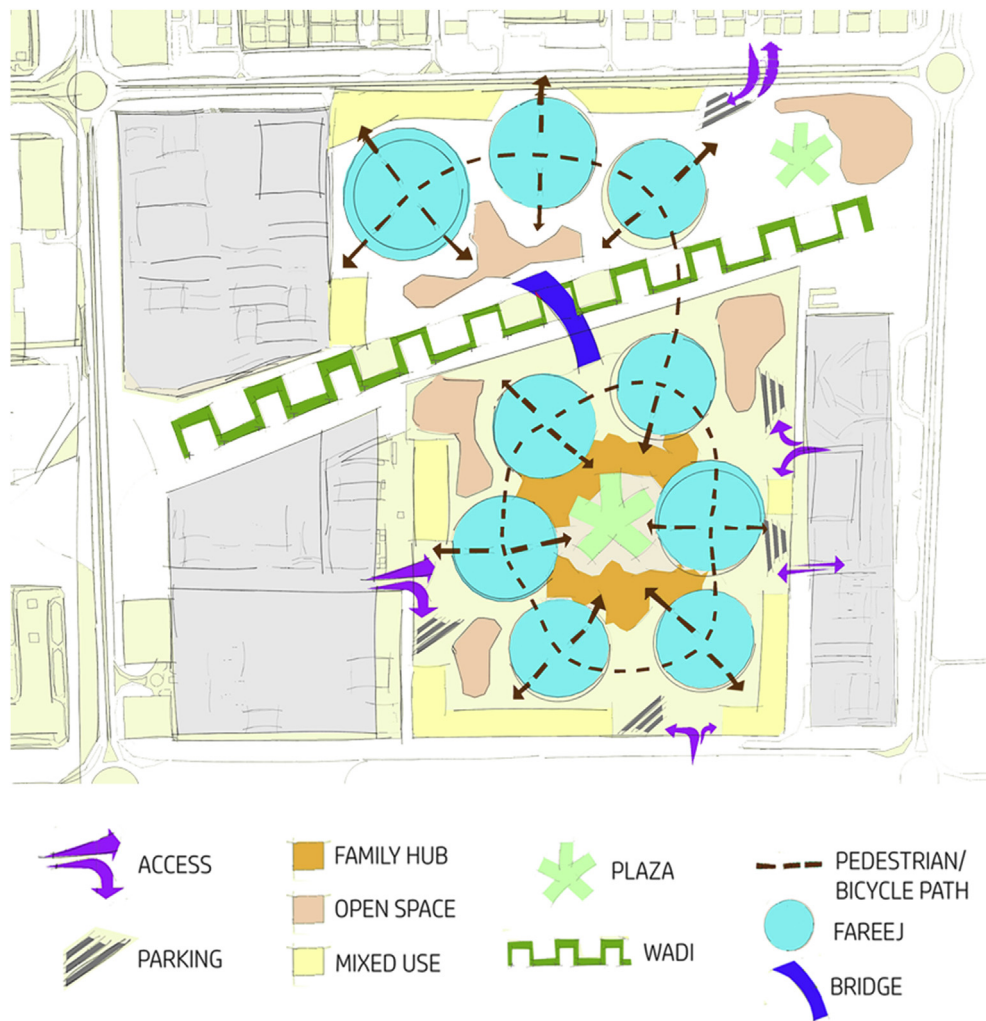 ACCESS
FAMILY HUB
PLAZA
PEDESTRIAN/
BICYCLE PATH
OPEN SPACE
FAREEJ
PARKING
MIXED USE
WADI
BRIDGE